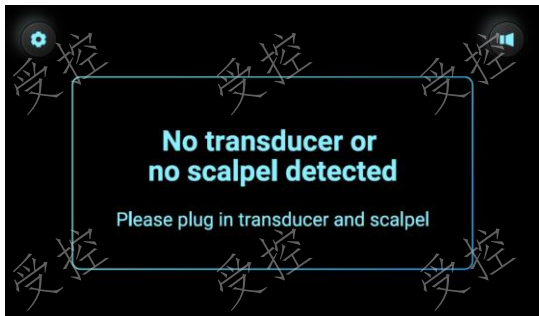 受控 受控 受控
No transducer or
no scalpel detected
Please plug in transducer and scalpel
受控 受控 受控